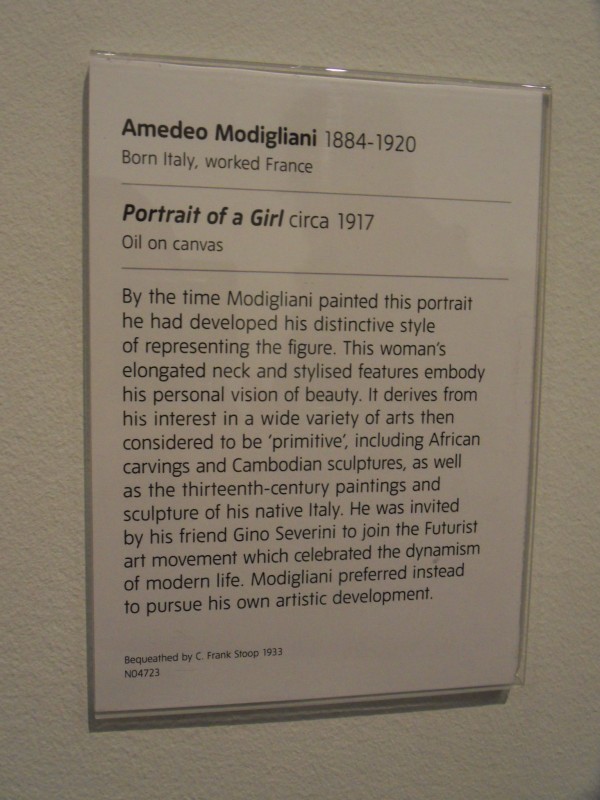 Amedeo Modigliani 1884-1920
Born Italy, worked France
Portrait of a Girl circa 1917
Oil on canvas
By the time Modigliani painted this portrait
he had developed his distinctive style
of representing the figure. This woman's
elongated neck and stylised features embody
his personal vision of beauty. It derives from
his interest in a wide variety of arts then
considered to be 'primitive', including African
carvings and Cambodian sculptures, as well
as the thirteenth-century paintings and
sculpture of his native Italy. He was invited
by his friend Gino Severini to join the Futurist
art movement which celebrated the dynamism
of modern life. Modigliani preferred instead
to pursue his own artistic development.
Bequeathed by C. Frank Stoop 1933
N04723